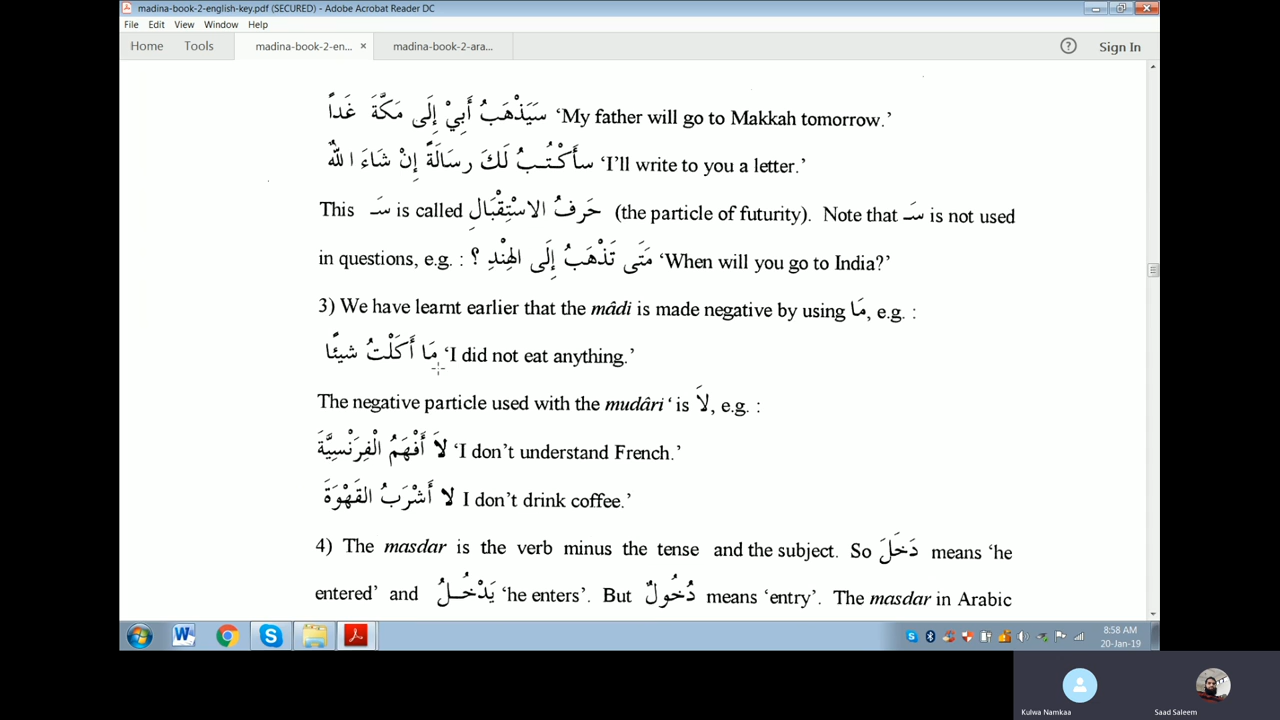 madina-book-2-english-key.pdf (SECURED) - Adobe Acrobat Reader DC
File Edit View Window Help
Home Tools madina-book-2-en... × madina-book-2-ara... ? Sign In
سَيَذْهَبُ أَبِيْ إِلَى مَكَّةَ غَداً ‘My father will go to Makkah tomorrow.’
سأَكْتُبُ لَكَ رِسَالَةً إِنْ شَاءَ اللهُ ‘I’ll write to you a letter.’
This سَـ is called حَرفُ الاسْتِقْبَالِ (the particle of futurity). Note that سَـ is not used
in questions, e.g. : مَتَى تَذْهَبُ إِلَى الهِنْدِ ؟ ‘When will you go to India?’
3) We have learnt earlier that the mâdi is made negative by using مَا, e.g. :
مَا أَكَلْتُ شيئًا ‘I did not eat anything.’
The negative particle used with the mudâri‘ is لاَ, e.g. :
لاَ أَفْهَمُ الْفِرَنْسِيَّةَ ‘I don’t understand French.’
لا أَشْرَبُ القَهْوَةَ I don’t drink coffee.’
4) The masdar is the verb minus the tense and the subject. So دَخَلَ means ‘he
entered’ and يَدْخُـلُ ‘he enters’. But دُخُولٌ means ‘entry’. The masdar in Arabic
8:58 AM
20-Jan-19
Kulwa Namkaa
Saad Saleem